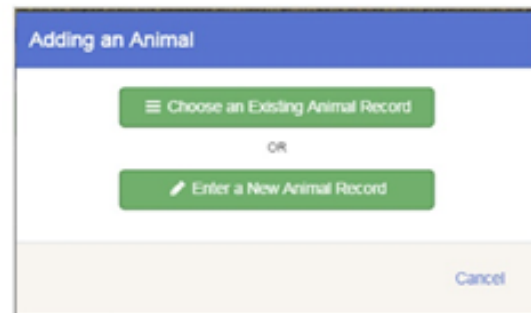 Adding an Animal
Choose an Existing Animal Record
OR
Enter a New Animal Record
Cancel